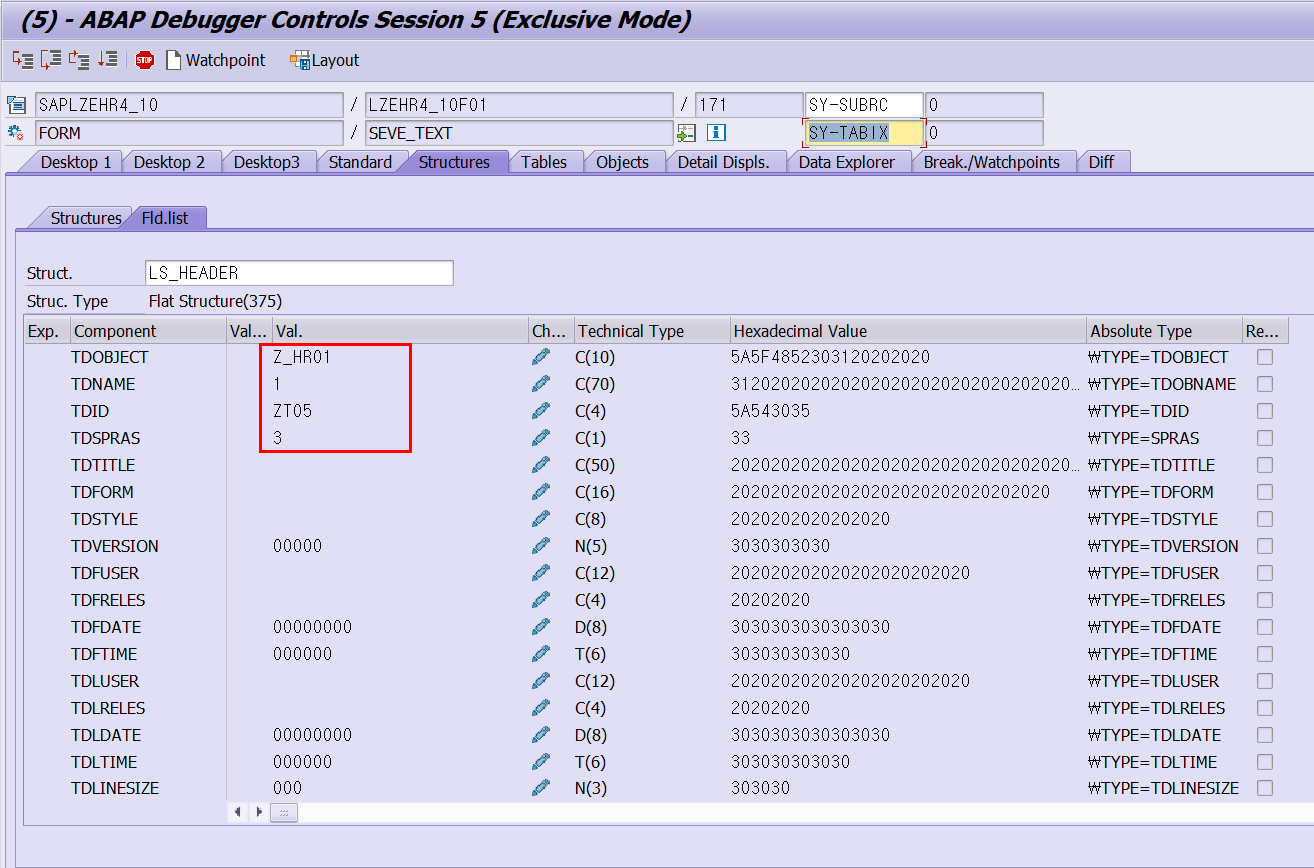 (5) - ABAP Debugger Controls Session 5 (Exclusive Mode)
STOP Watchpoint Layout
SAPLZEHR4_10 / LZEHR4_10F01 / 171 SY-SUBRC 0
FORM / SEVE_TEXT SY-TABIX 0
Desktop 1 Desktop 2 Desktop3 Standard Structures Tables Objects Detail Displs. Data Explorer Break./Watchpoints Diff
Structures Fld.list
Struct. LS_HEADER
Struc. Type Flat Structure(375)
Exp. Component Val... Val. Ch... Technical Type Hexadecimal Value Absolute Type Re...
TDOBJECT Z_HR01 C(10) 5A5F4852303120202020 ₩TYPE=TDOBJECT
TDNAME 1 C(70) 3120202020202020202020202020202020... ₩TYPE=TDOBNAME
TDID ZT05 C(4) 5A543035 ₩TYPE=TDID
TDSPRAS 3 C(1) 33 ₩TYPE=SPRAS
TDTITLE C(50) 2020202020202020202020202020202020... ₩TYPE=TDTITLE
TDFORM C(16) 20202020202020202020202020202020 ₩TYPE=TDFORM
TDSTYLE C(8) 2020202020202020 ₩TYPE=TDSTYLE
TDVERSION 00000 N(5) 3030303030 ₩TYPE=TDVERSION
TDFUSER C(12) 202020202020202020202020 ₩TYPE=TDFUSER
TDFRELES C(4) 20202020 ₩TYPE=TDFRELES
TDFDATE 00000000 D(8) 3030303030303030 ₩TYPE=TDFDATE
TDFTIME 000000 T(6) 303030303030 ₩TYPE=TDFTIME
TDLUSER C(12) 202020202020202020202020 ₩TYPE=TDLUSER
TDLRELES C(4) 20202020 ₩TYPE=TDLRELES
TDLDATE 00000000 D(8) 3030303030303030 ₩TYPE=TDLDATE
TDLTIME 000000 T(6) 303030303030 ₩TYPE=TDLTIME
TDLINESIZE 000 N(3) 303030 ₩TYPE=TDLINESIZE